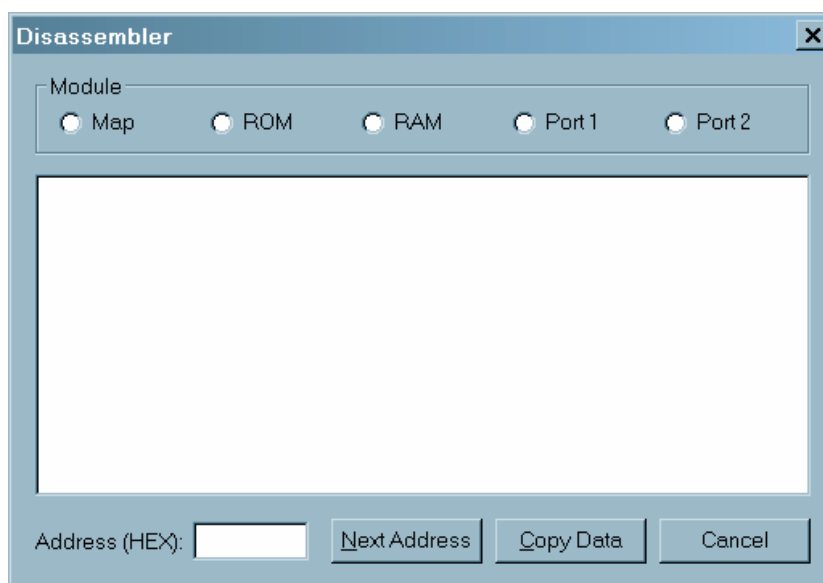 Disassembler
Module
Map ROM RAM Port 1 Port 2
Address (HEX): Next Address Copy Data Cancel